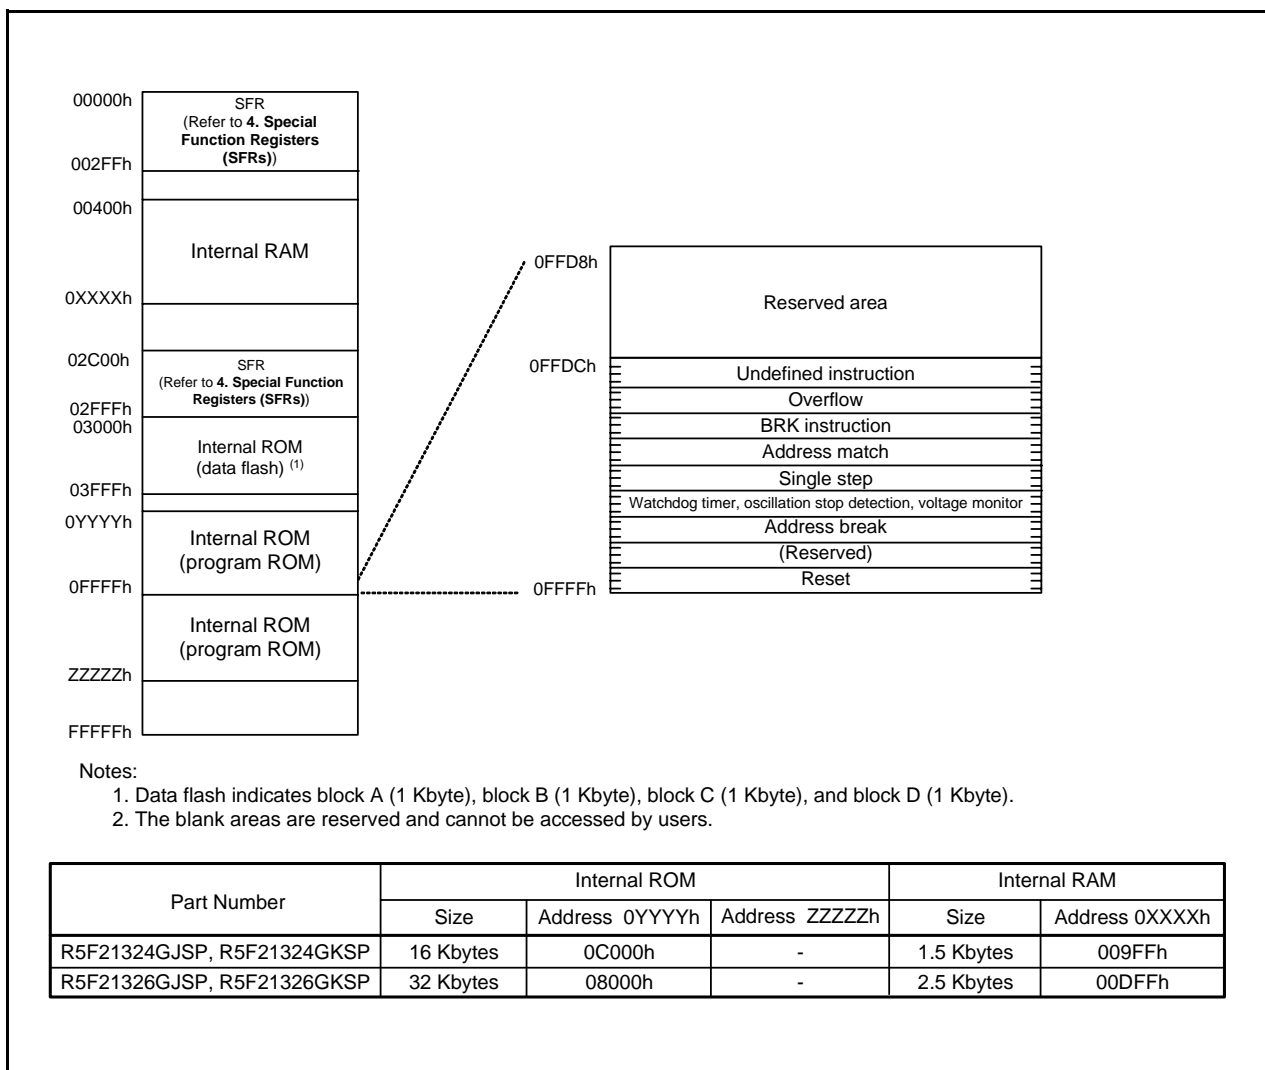 00000h
SFR
(Refer to 4. Special
Function Registers
(SFRs))
002FFh
00400h
Internal RAM
0XXXXh
02C00h
SFR
(Refer to 4. Special Function
Registers (SFRs))
02FFFh
03000h
Internal ROM
(data flash) (1)
03FFFh
0YYYYh
Internal ROM
(program ROM)
0FFFFh
Internal ROM
(program ROM)
ZZZZZh
FFFFFh
0FFD8h
Reserved area
0FFDCh
Undefined instruction
Overflow
BRK instruction
Address match
Single step
Watchdog timer, oscillation stop detection, voltage monitor
Address break
(Reserved)
Reset
0FFFFh
Notes:
1. Data flash indicates block A (1 Kbyte), block B (1 Kbyte), block C (1 Kbyte), and block D (1 Kbyte).
2. The blank areas are reserved and cannot be accessed by users.
Part Number Internal ROM Internal RAM
Size Address 0YYYYh Address ZZZZZh Size Address 0XXXXh
R5F21324GJSP, R5F21324GKSP 16 Kbytes 0C000h - 1.5 Kbytes 009FFh
R5F21326GJSP, R5F21326GKSP 32 Kbytes 08000h - 2.5 Kbytes 00DFFh